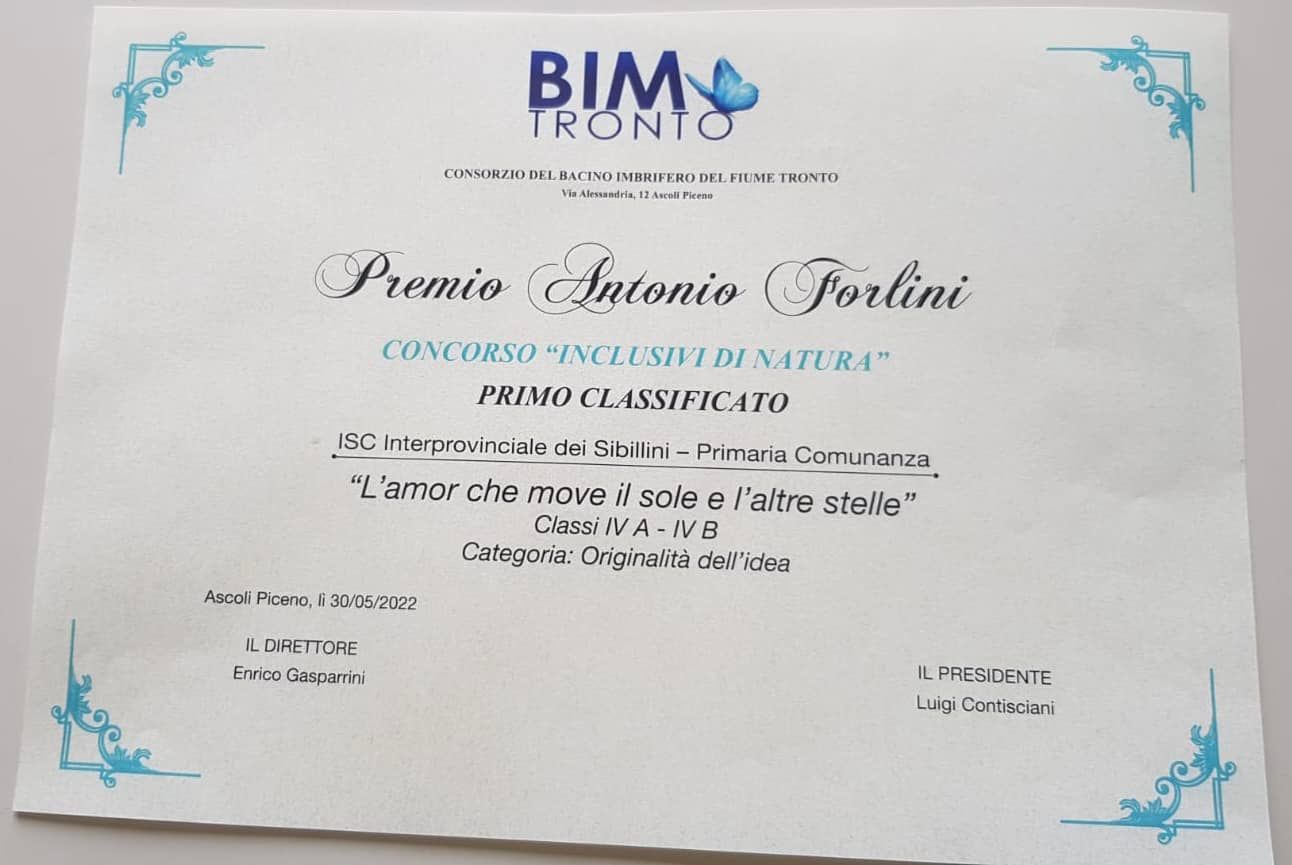 BIM
TRONTO
CONSORZIO DEL BACINO IMBRIFERO DEL FIUME TRONTO
Via Alessandria, 12 Ascoli Piceno
Premio Antonio Forlini
CONCORSO “INCLUSIVI DI NATURA”
PRIMO CLASSIFICATO
ISC Interprovinciale dei Sibillini – Primaria Comunanza
“L’amor che move il sole e l’altre stelle”
Classi IV A - IV B
Categoria: Originalità dell’idea
Ascoli Piceno, lì 30/05/2022
IL DIRETTORE
Enrico Gasparrini
IL PRESIDENTE
Luigi Contisciani